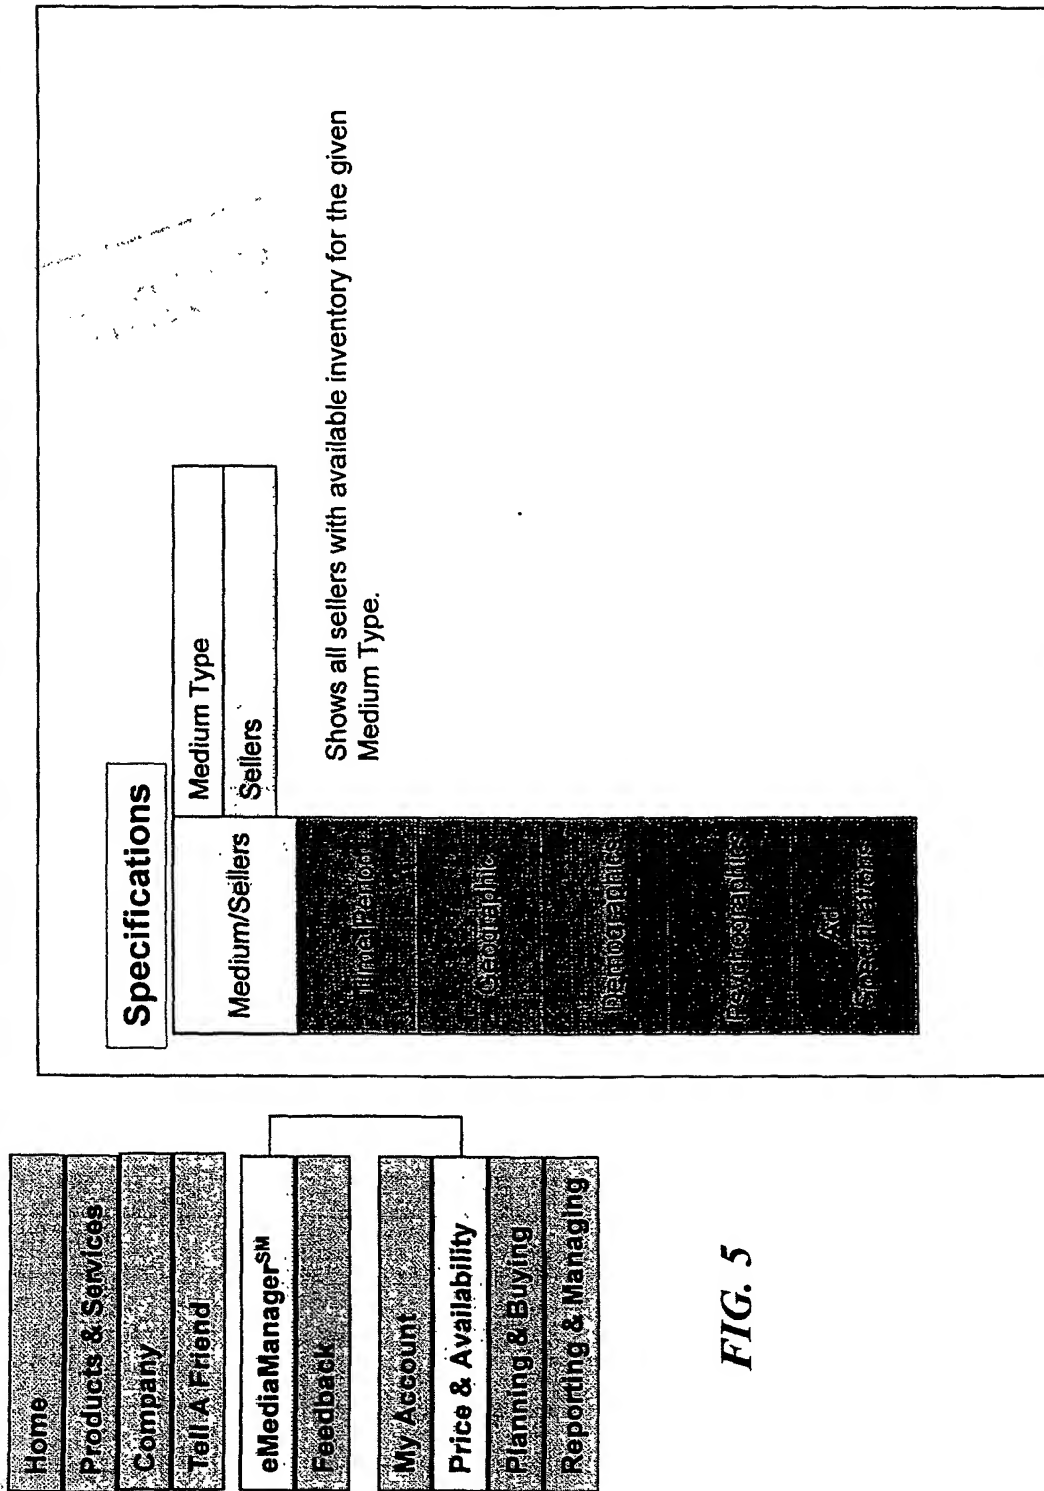 Home
Products & Services
Company
Tell A Friend
eMediaManager℠
Feedback
My Account
Price & Availability
Planning & Buying
Reporting & Managing
Specifications
Medium/Sellers
Time Period
Geographic
Demographics
Psychographics
Ad
Specifications
Medium Type
Sellers
Shows all sellers with available inventory for the given
Medium Type.
FIG. 5